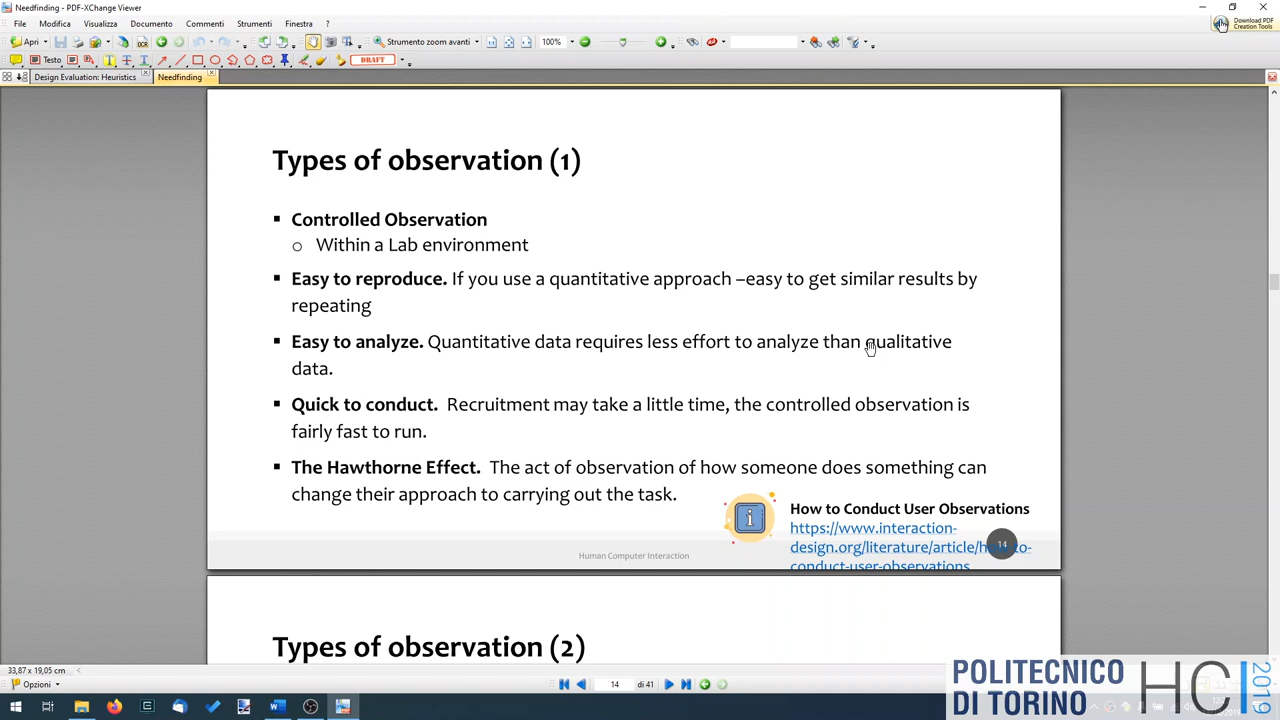 Needfinding - PDF-XChange Viewer
File Modifica Visualizza Documento Commenti Strumenti Finestra ?
Download PDF
Creation Tools
Apri
OCR
Strumento zoom avanti
100%
Testo
DRAFT
Design Evaluation: Heuristics
Needfinding
Types of observation (1)
▪ Controlled Observation
o Within a Lab environment
▪ Easy to reproduce. If you use a quantitative approach –easy to get similar results by
repeating
▪ Easy to analyze. Quantitative data requires less effort to analyze than qualitative
data.
▪ Quick to conduct. Recruitment may take a little time, the controlled observation is
fairly fast to run.
▪ The Hawthorne Effect. The act of observation of how someone does something can
change their approach to carrying out the task.
How to Conduct User Observations
https://www.interaction-
design.org/literature/article/how-to-
conduct-user-observations
Human Computer Interaction
14
Types of observation (2)
33,87 x 19,05 cm
Opzioni
14 di 41
POLITECNICO
DI TORINO
HCI
2019